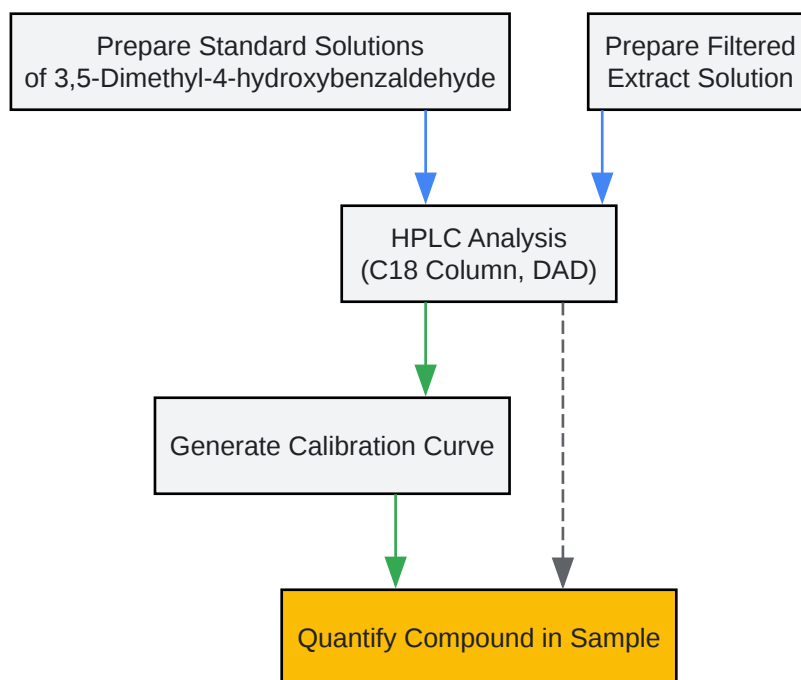 Prepare Standard Solutions
of 3,5-Dimethyl-4-hydroxybenzaldehyde
Prepare Filtered
Extract Solution
HPLC Analysis
(C18 Column, DAD)
Generate Calibration Curve
Quantify Compound in Sample